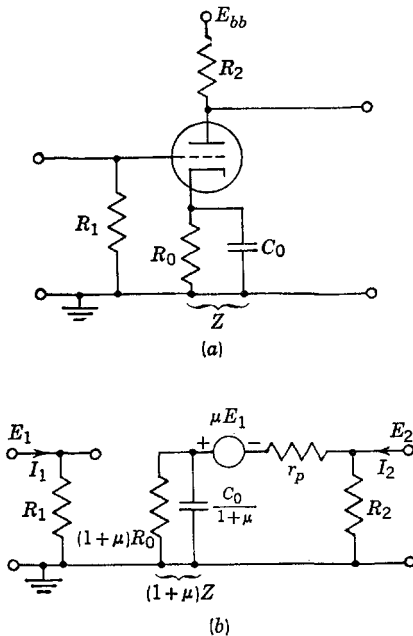 E_bb
R_2
R_1
R_0
C_0
Z
(a)
μE_1
E_1
+
−
E_2
I_1
r_p
I_2
R_1
(1+μ)R_0
C_0
1+μ
R_2
(1+μ)Z
(b)